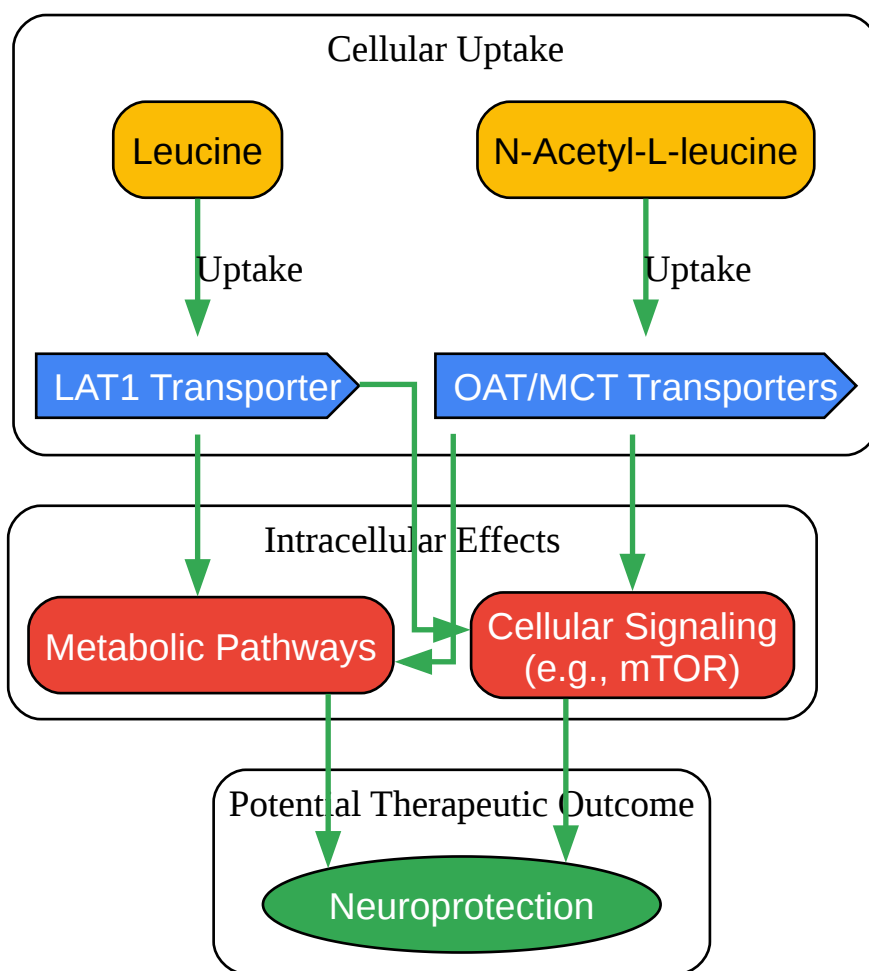 Cellular Uptake
Leucine
N-Acetyl-L-leucine
Uptake
Uptake
LAT1 Transporter
OAT/MCT Transporters
Intracellular Effects
Metabolic Pathways
Cellular Signaling
(e.g., mTOR)
Potential Therapeutic Outcome
Neuroprotection